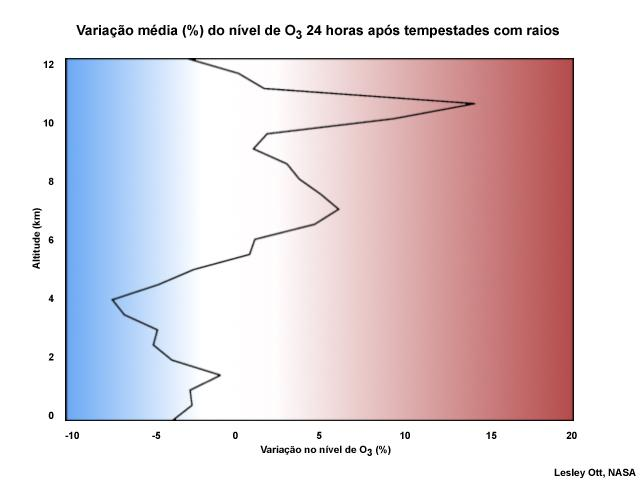 Variação média (%) do nível de O3 24 horas após tempestades com raios
12
10
8
6
4
2
0
Altitude (km)
-10 -5 0 5 10 15 20
Variação no nível de O3 (%)
Lesley Ott, NASA